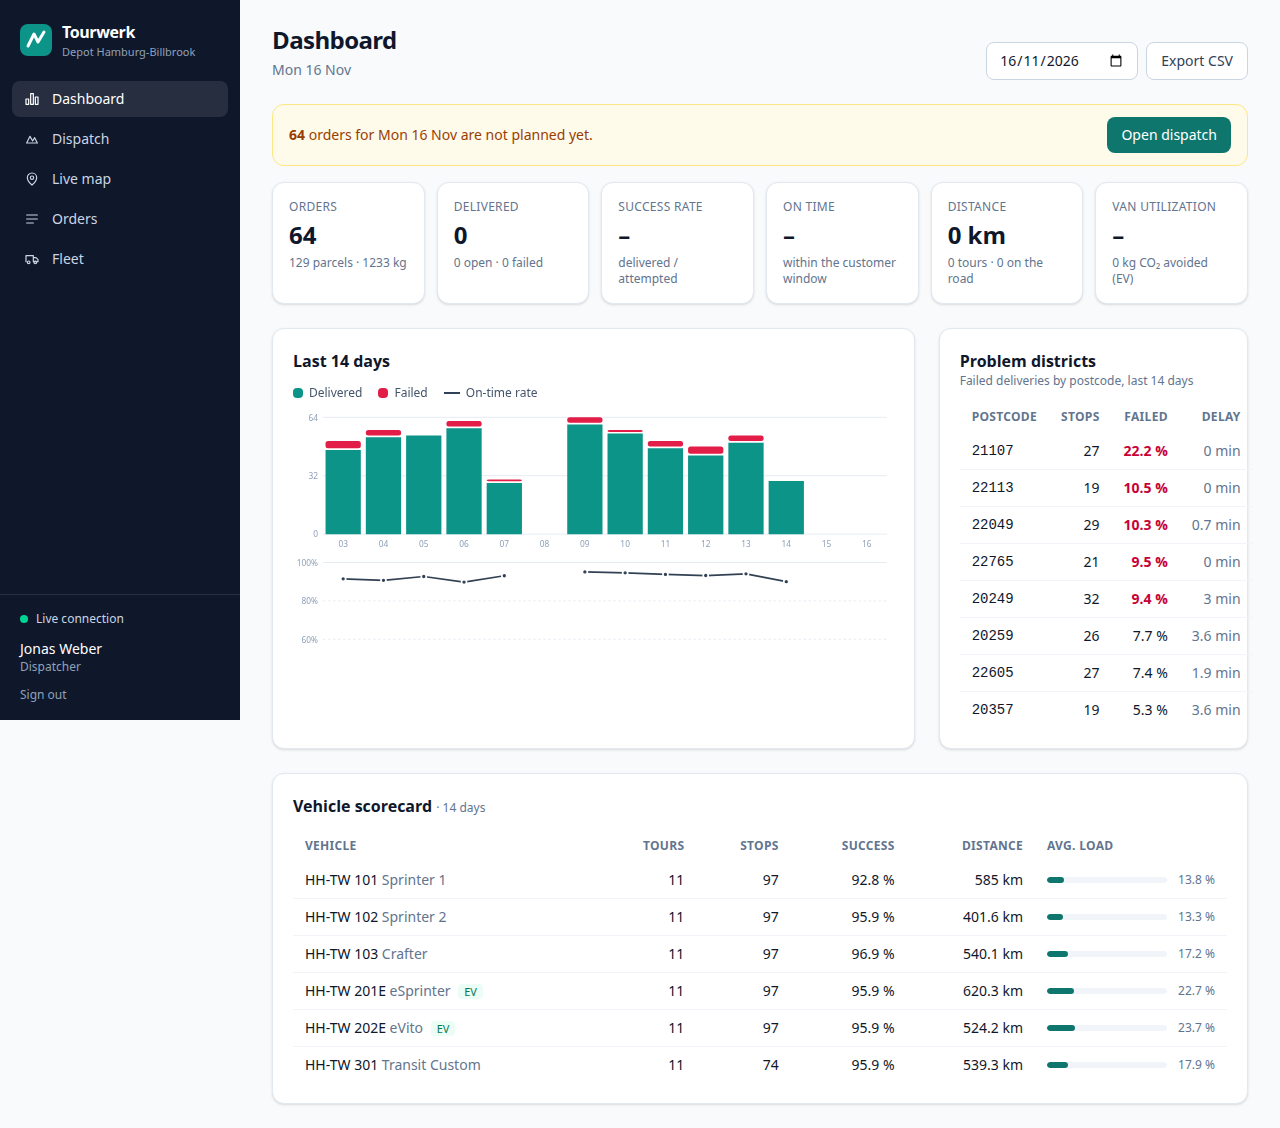 Tourwerk
Depot Hamburg-Billbrook
Dashboard
Dispatch
Live map
Orders
Fleet
Live connection
Jonas Weber
Dispatcher
Sign out
Dashboard
Mon 16 Nov
16/11/2026
Export CSV
64 orders for Mon 16 Nov are not planned yet.
Open dispatch
ORDERS
64
129 parcels · 1233 kg
DELIVERED
0
0 open · 0 failed
SUCCESS RATE
–
delivered /
attempted
ON TIME
–
within the customer
window
DISTANCE
0 km
0 tours · 0 on the
road
VAN UTILIZATION
–
0 kg CO₂ avoided
(EV)
Last 14 days
Delivered Failed On-time rate
64
32
0
03 04 05 06 07 08 09 10 11 12 13 14 15 16
100%
80%
60%
Problem districts
Failed deliveries by postcode, last 14 days
POSTCODE STOPS FAILED DELAY
21107 27 22.2 % 0 min
22113 19 10.5 % 0 min
22049 29 10.3 % 0.7 min
22765 21 9.5 % 0 min
20249 32 9.4 % 3 min
20259 26 7.7 % 3.6 min
22605 27 7.4 % 1.9 min
20357 19 5.3 % 3.6 min
Vehicle scorecard · 14 days
VEHICLE TOURS STOPS SUCCESS DISTANCE AVG. LOAD
HH-TW 101 Sprinter 1 11 97 92.8 % 585 km 13.8 %
HH-TW 102 Sprinter 2 11 97 95.9 % 401.6 km 13.3 %
HH-TW 103 Crafter 11 97 96.9 % 540.1 km 17.2 %
HH-TW 201E eSprinter EV 11 97 95.9 % 620.3 km 22.7 %
HH-TW 202E eVito EV 11 97 95.9 % 524.2 km 23.7 %
HH-TW 301 Transit Custom 11 74 95.9 % 539.3 km 17.9 %